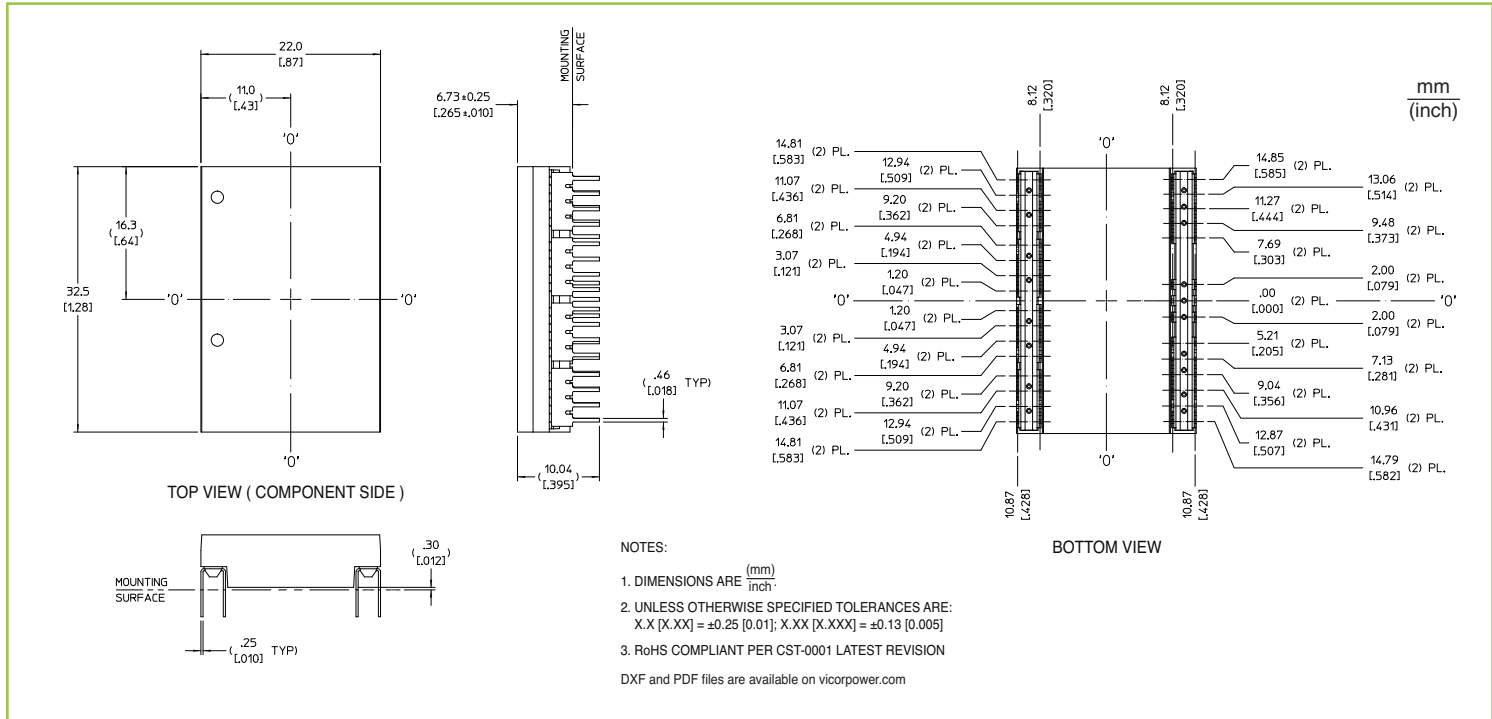 22.0
[.87]
11.0
[.43]
'0'
16.3
[.64]
32.5
[1.28]
'0'
'0'
'0'
TOP VIEW ( COMPONENT SIDE )
MOUNTING
SURFACE
6.73 ±0.25
[.265 ±.010]
.46
[.018] TYP)
10.04
[.395]
MOUNTING
SURFACE
.30
[.012]
.25
[.010] TYP)
8.12
[.320]
8.12
[.320]
mm
(inch)
'0'
14.81
[.583] (2) PL.
12.94
[.509] (2) PL.
11.07
[.436] (2) PL.
9.20
[.362] (2) PL.
6.81
[.268] (2) PL.
4.94
[.194] (2) PL.
3.07
[.121] (2) PL.
1.20
[.047] (2) PL.
'0'
1.20
[.047] (2) PL.
3.07
[.121] (2) PL.
4.94
[.194] (2) PL.
6.81
[.268] (2) PL.
9.20
[.362] (2) PL.
11.07
[.436] (2) PL.
12.94
[.509] (2) PL.
14.81
[.583] (2) PL.
14.85
[.585] (2) PL.
13.06
[.514] (2) PL.
11.27
[.444] (2) PL.
9.48
[.373] (2) PL.
7.69
[.303] (2) PL.
2.00
[.079] (2) PL.
.00
[.000] (2) PL.
'0'
2.00
[.079] (2) PL.
5.21
[.205] (2) PL.
7.13
[.281] (2) PL.
9.04
[.356] (2) PL.
10.96
[.431] (2) PL.
12.87
[.507] (2) PL.
14.79
[.582] (2) PL.
'0'
10.87
[.428]
10.87
[.428]
BOTTOM VIEW
NOTES:
1. DIMENSIONS ARE (mm)
inch.
2. UNLESS OTHERWISE SPECIFIED TOLERANCES ARE:
X.X [X.XX] = ±0.25 [0.01]; X.XX [X.XXX] = ±0.13 [0.005]
3. RoHS COMPLIANT PER CST-0001 LATEST REVISION
DXF and PDF files are available on vicorpower.com